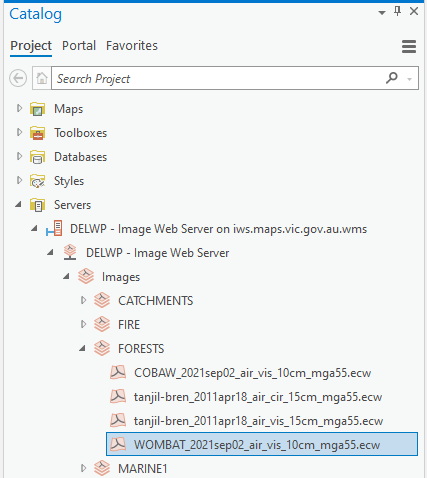 Catalog
Project Portal Favorites
Search Project
Maps
Toolboxes
Databases
Styles
Servers
DELWP - Image Web Server on iws.maps.vic.gov.au.wms
DELWP - Image Web Server
Images
CATCHMENTS
FIRE
FORESTS
COBAW_2021sep02_air_vis_10cm_mga55.ecw
tanjil-bren_2011apr18_air_cir_15cm_mga55.ecw
tanjil-bren_2011apr18_air_vis_15cm_mga55.ecw
WOMBAT_2021sep02_air_vis_10cm_mga55.ecw
MARINE1